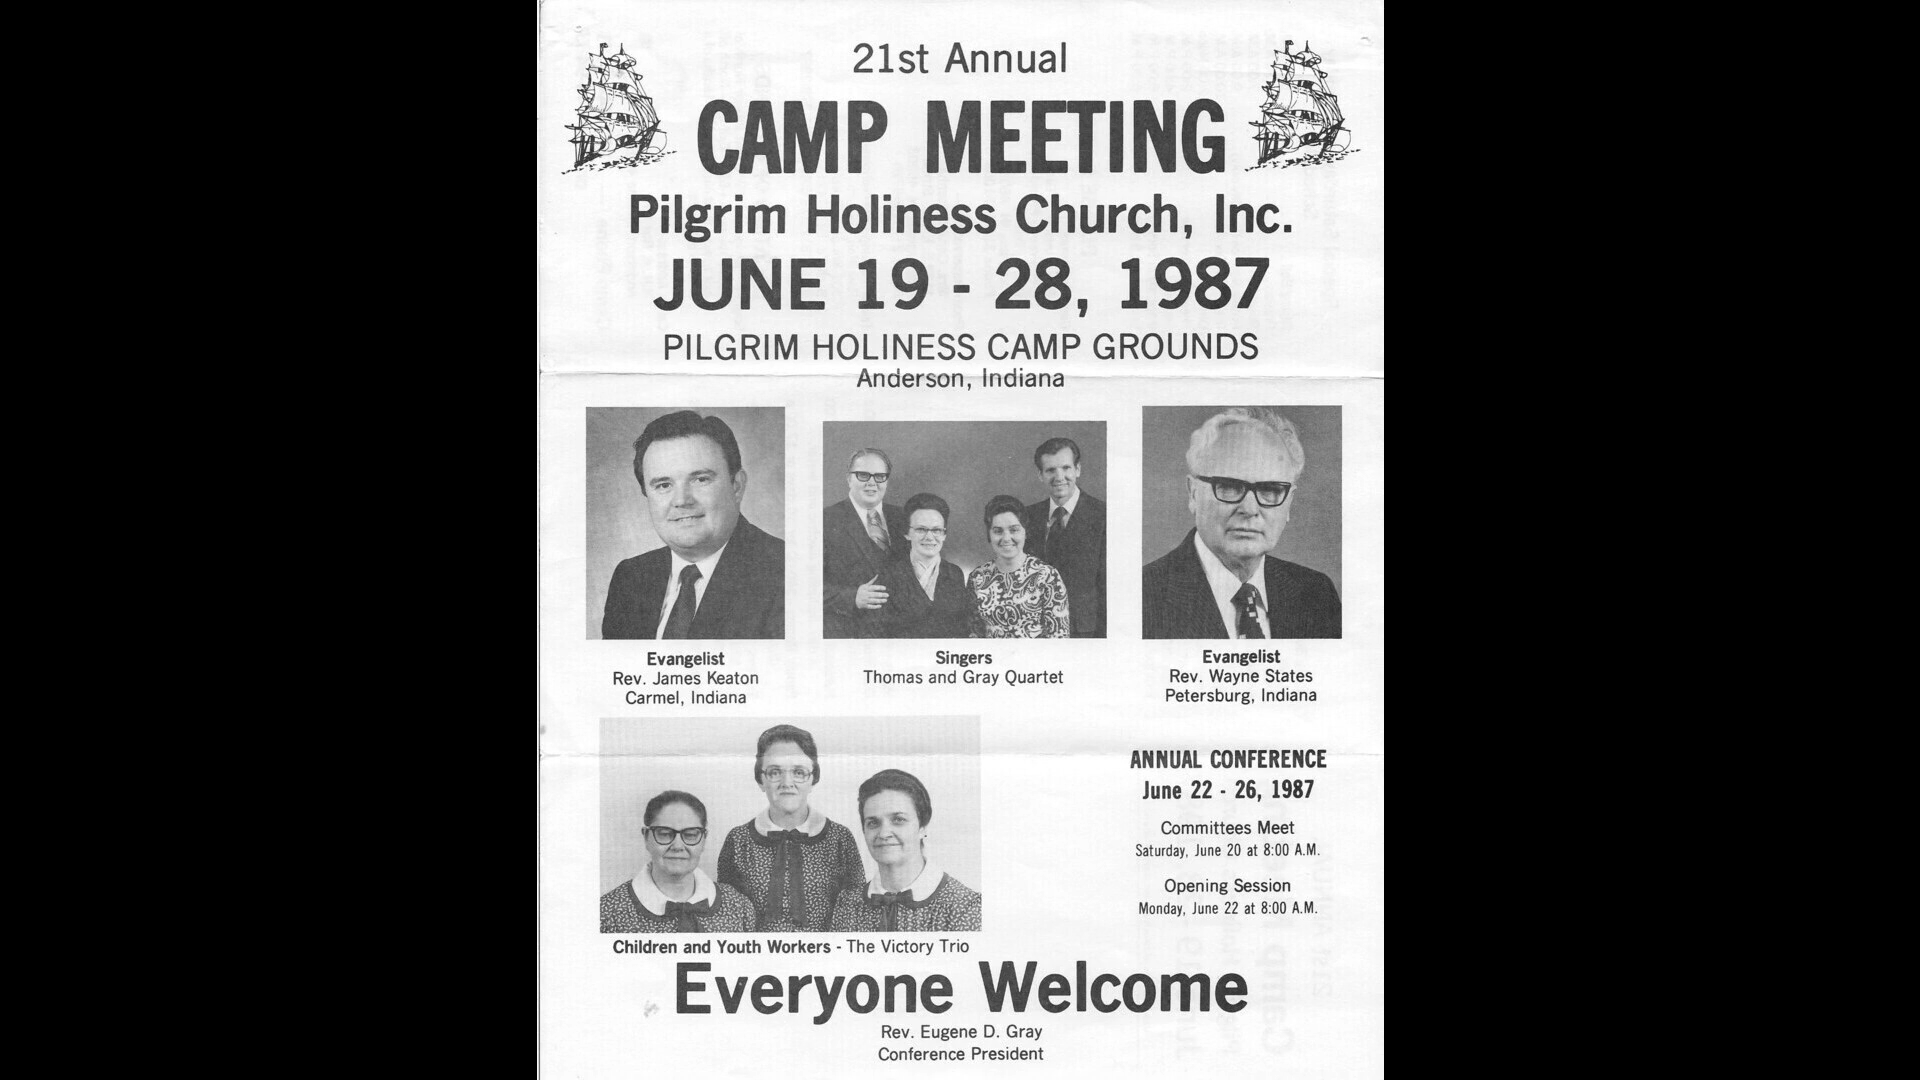 21st Annual
CAMP MEETING
Pilgrim Holiness Church, Inc.
JUNE 19 - 28, 1987
PILGRIM HOLINESS CAMP GROUNDS
Anderson, Indiana
Evangelist
Rev. James Keaton
Carmel, Indiana
Singers
Thomas and Gray Quartet
Evangelist
Rev. Wayne States
Petersburg, Indiana
Children and Youth Workers - The Victory Trio
ANNUAL CONFERENCE
June 22 - 26, 1987
Committees Meet
Saturday, June 20 at 8:00 A.M.
Opening Session
Monday, June 22 at 8:00 A.M.
Everyone Welcome
Rev. Eugene D. Gray
Conference President